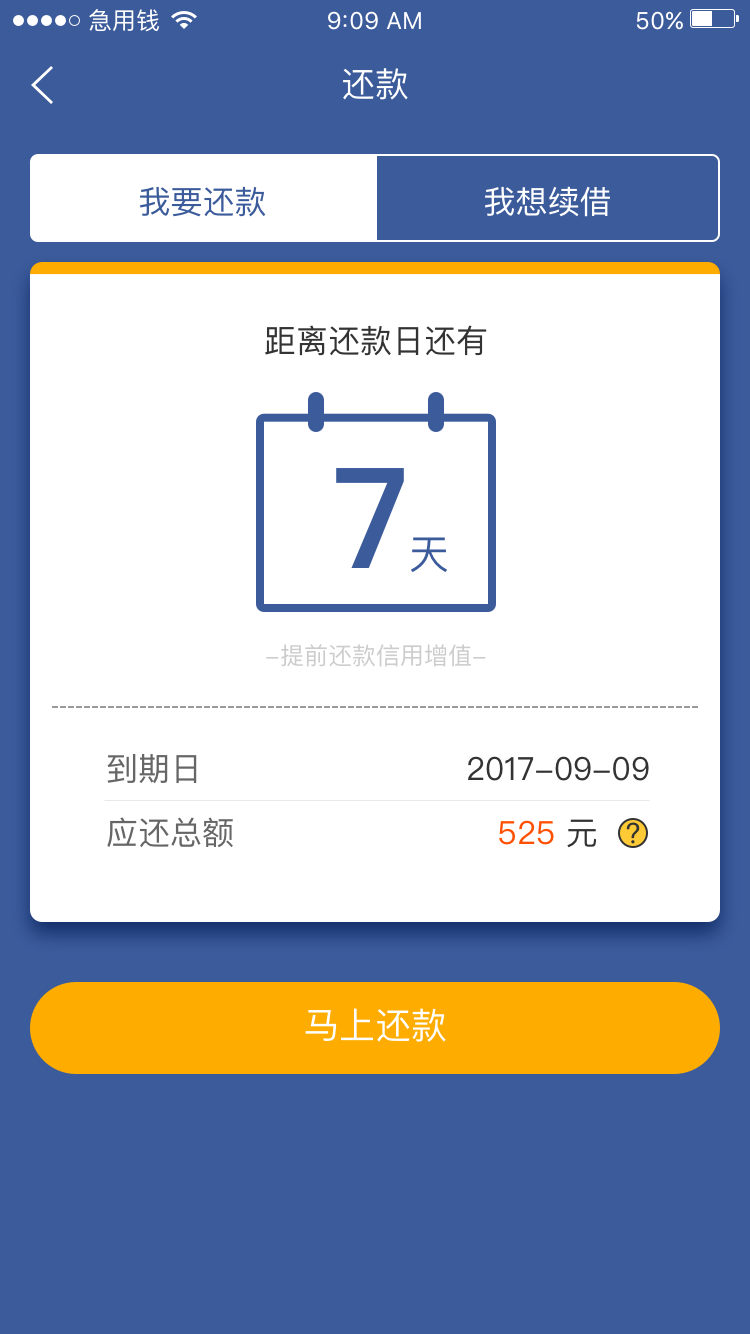 急用钱 9:09 AM 50%
还款
我要还款 我想续借
距离还款日还有
7天
–提前还款信用增值–
到期日 2017–09–09
应还总额 525 元 ?
马上还款